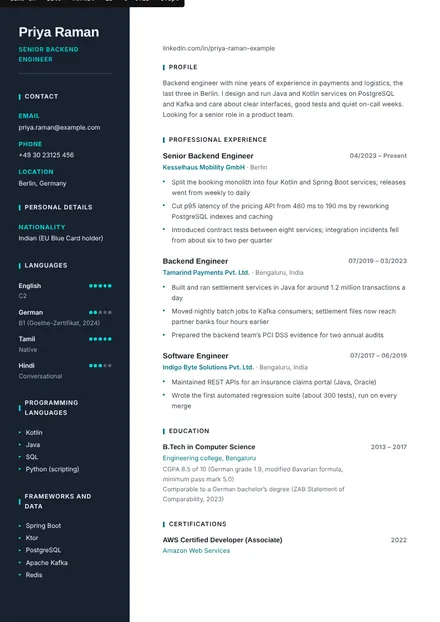 Priya Raman
SENIOR BACKEND
ENGINEER
CONTACT
EMAIL
priya.raman@example.com
PHONE
+49 30 23125 456
LOCATION
Berlin, Germany
PERSONAL DETAILS
NATIONALITY
Indian (EU Blue Card holder)
LANGUAGES
English
C2
German
B1 (Goethe-Zertifikat, 2024)
Tamil
Native
Hindi
Conversational
PROGRAMMING
LANGUAGES
• Kotlin
• Java
• SQL
• Python (scripting)
FRAMEWORKS AND
DATA
• Spring Boot
• Ktor
• PostgreSQL
• Apache Kafka
• Redis
linkedin.com/in/priya-raman-example
PROFILE
Backend engineer with nine years of experience in payments and logistics, the
last three in Berlin. I design and run Java and Kotlin services on PostgreSQL
and Kafka and care about clear interfaces, good tests and quiet on-call weeks.
Looking for a senior role in a product team.
PROFESSIONAL EXPERIENCE
Senior Backend Engineer 04/2023 – Present
Kesselhaus Mobility GmbH · Berlin
• Split the booking monolith into four Kotlin and Spring Boot services; releases
went from weekly to daily
• Cut p95 latency of the pricing API from 480 ms to 190 ms by reworking
PostgreSQL indexes and caching
• Introduced contract tests between eight services; integration incidents fell
from about six to two per quarter
Backend Engineer 07/2019 – 03/2023
Tamarind Payments Pvt. Ltd. · Bengaluru, India
• Built and ran settlement services in Java for around 1.2 million transactions a
day
• Moved nightly batch jobs to Kafka consumers; settlement files now reach
partner banks four hours earlier
• Prepared the backend team's PCI DSS evidence for two annual audits
Software Engineer 07/2017 – 06/2019
Indigo Byte Solutions Pvt. Ltd. · Bengaluru, India
• Maintained REST APIs for an insurance claims portal (Java, Oracle)
• Wrote the first automated regression suite (about 300 tests), run on every
merge
EDUCATION
B.Tech in Computer Science 2013 – 2017
Engineering college, Bengaluru
CGPA 8.5 of 10 (German grade 1.9, modified Bavarian formula,
minimum pass mark 5.0)
Comparable to a German bachelor's degree (ZAB Statement of
Comparability, 2023)
CERTIFICATIONS
AWS Certified Developer (Associate) 2022
Amazon Web Services